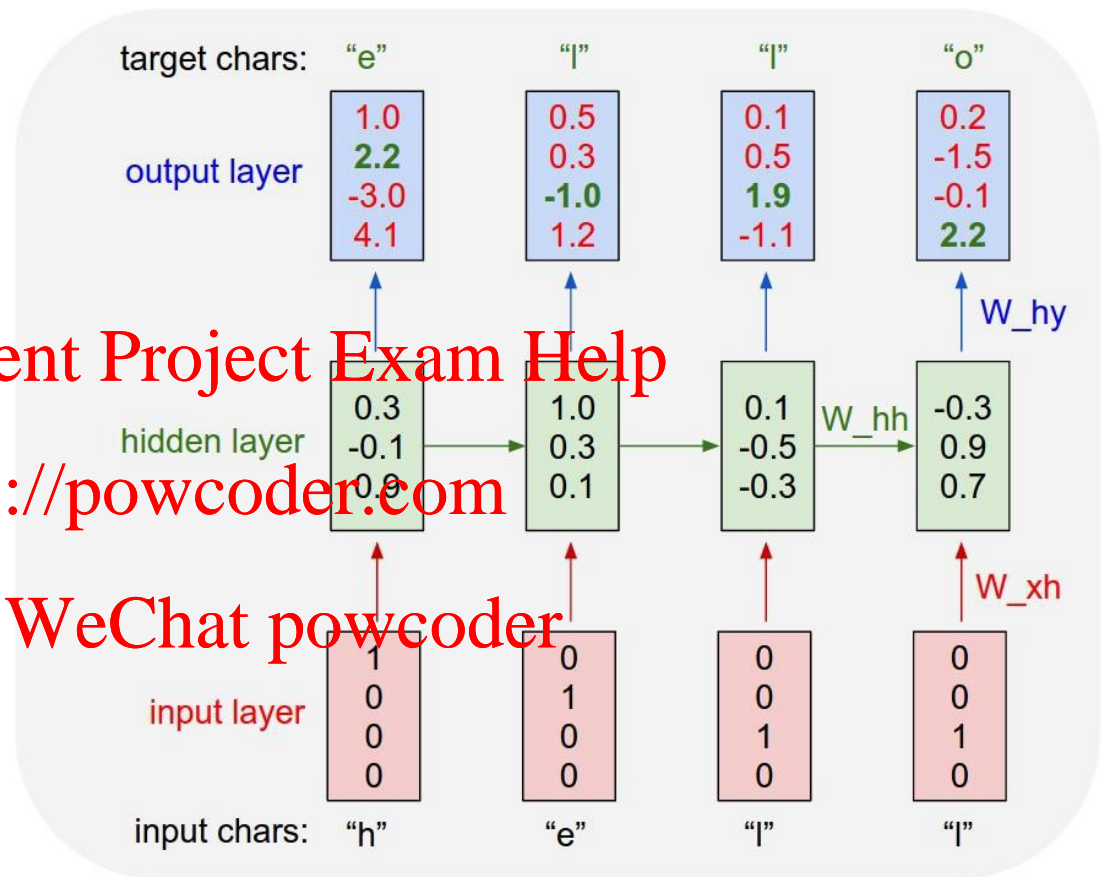 target chars: “e” “l” “l” “o”
output layer
1.0 0.5 0.1 0.2
2.2 0.3 0.5 -1.5
-3.0 -1.0 1.9 -0.1
4.1 1.2 -1.1 2.2
W_hy
ent Project Exam Help
hidden layer
0.3 1.0 0.1 W_hh -0.3
-0.1 0.3 -0.5 0.9
0.9 0.1 -0.3 0.7
://powcoder.com
W_xh
WeChat powcoder
input layer
1 0 0 0
0 1 0 0
0 0 1 1
0 0 0 0
input chars: “h” “e” “l” “l”